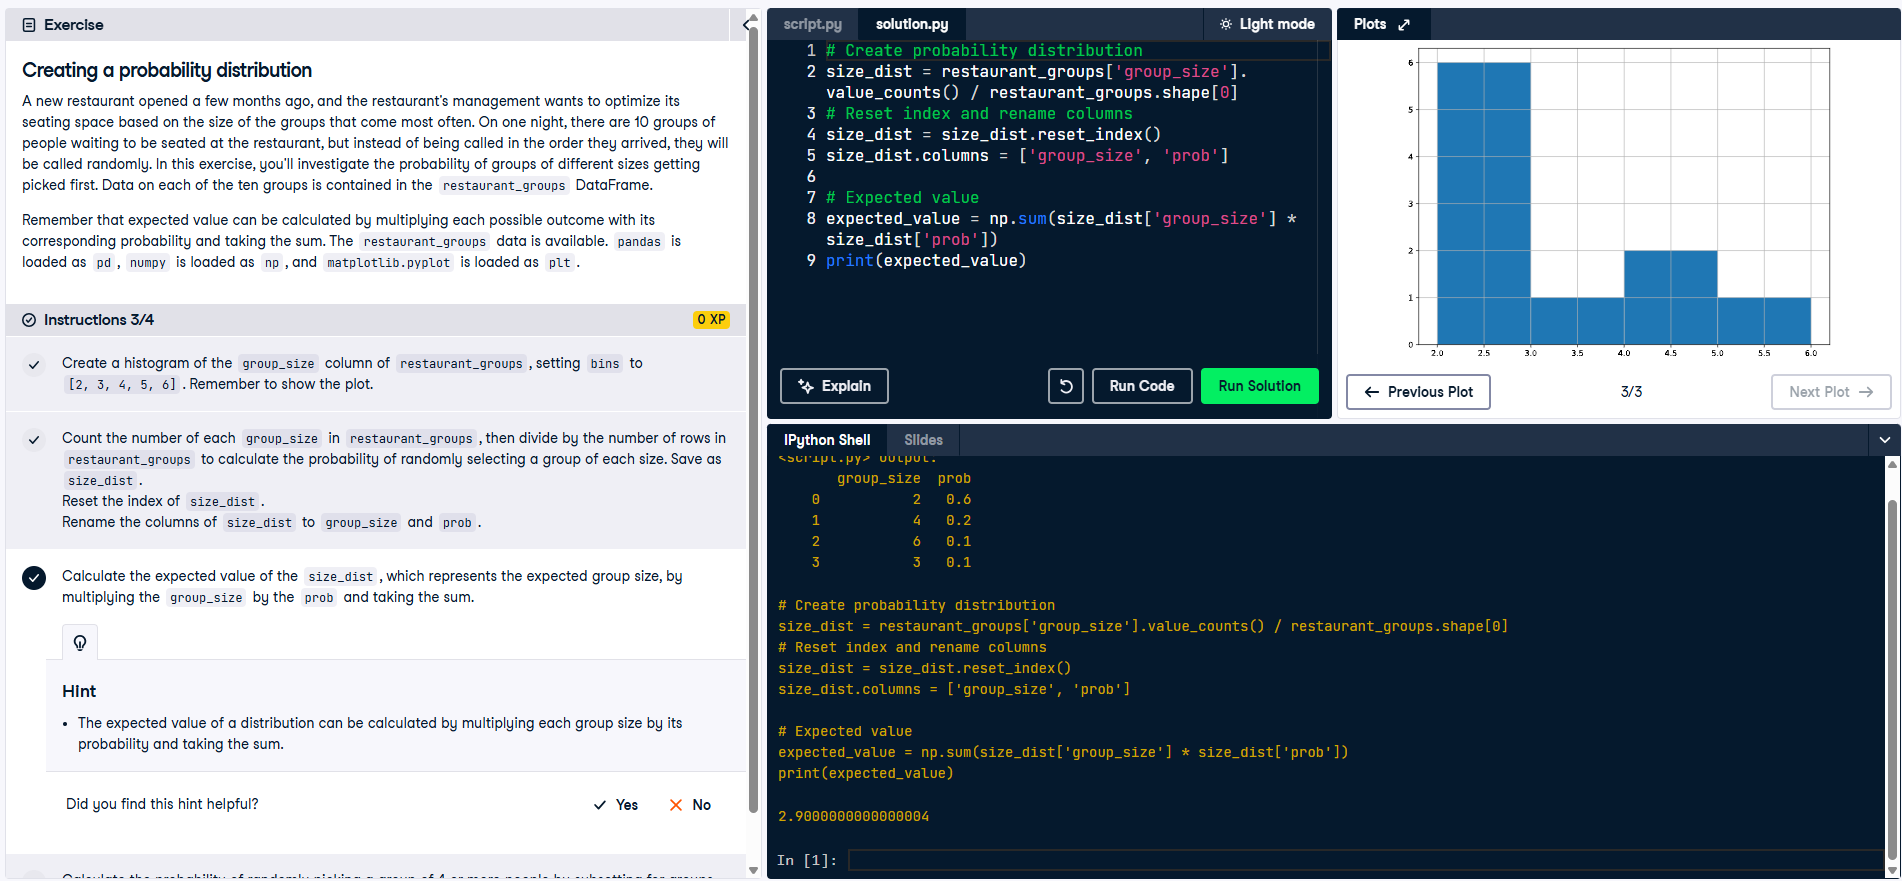 Exercise
Creating a probability distribution
A new restaurant opened a few months ago, and the restaurant's management wants to optimize its
seating space based on the size of the groups that come most often. On one night, there are 10 groups of
people waiting to be seated at the restaurant, but instead of being called in the order they arrived, they will
be called randomly. In this exercise, you'll investigate the probability of groups of different sizes getting
picked first. Data on each of the ten groups is contained in the restaurant_groups DataFrame.
Remember that expected value can be calculated by multiplying each possible outcome with its
corresponding probability and taking the sum. The restaurant_groups data is available. pandas is
loaded as pd, numpy is loaded as np, and matplotlib.pyplot is loaded as plt.
Instructions 3/4
0 XP
Create a histogram of the group_size column of restaurant_groups, setting bins to
[2, 3, 4, 5, 6]. Remember to show the plot.
Count the number of each group_size in restaurant_groups, then divide by the number of rows in
restaurant_groups to calculate the probability of randomly selecting a group of each size. Save as
size_dist.
Reset the index of size_dist.
Rename the columns of size_dist to group_size and prob.
Calculate the expected value of the size_dist, which represents the expected group size, by
multiplying the group_size by the prob and taking the sum.
Hint
• The expected value of a distribution can be calculated by multiplying each group size by its
probability and taking the sum.
Did you find this hint helpful?
Yes
No
Calculate the probability of randomly picking a group of 4 or more people by subsetting for groups
script.py
solution.py
Light mode
1 # Create probability distribution
2 size_dist = restaurant_groups['group_size'].
value_counts() / restaurant_groups.shape[0]
3 # Reset index and rename columns
4 size_dist = size_dist.reset_index()
5 size_dist.columns = ['group_size', 'prob']
6
7 # Expected value
8 expected_value = np.sum(size_dist['group_size'] *
size_dist['prob'])
9 print(expected_value)
Explain
Run Code
Run Solution
Plots
6
5
4
3
2
1
0
2.0 2.5 3.0 3.5 4.0 4.5 5.0 5.5 6.0
Previous Plot
3/3
Next Plot
IPython Shell
Slides
<script.py> output:
group_size prob
0 2 0.6
1 4 0.2
2 6 0.1
3 3 0.1
# Create probability distribution
size_dist = restaurant_groups['group_size'].value_counts() / restaurant_groups.shape[0]
# Reset index and rename columns
size_dist = size_dist.reset_index()
size_dist.columns = ['group_size', 'prob']
# Expected value
expected_value = np.sum(size_dist['group_size'] * size_dist['prob'])
print(expected_value)
2.9000000000000004
In [1]: